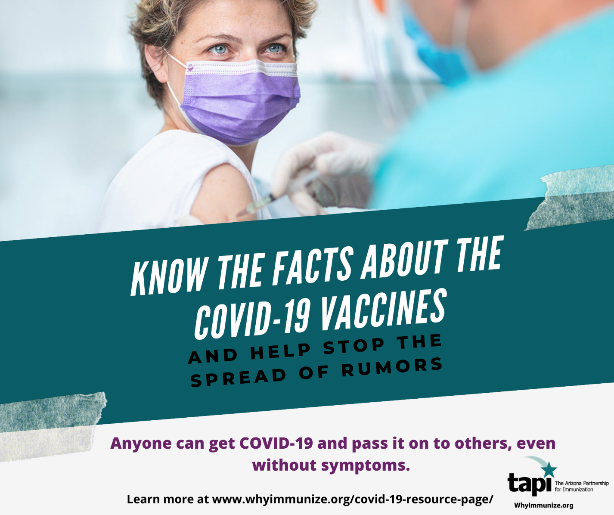 KNOW THE FACTS ABOUT THE
COVID-19 VACCINES
AND HELP STOP THE
SPREAD OF RUMORS
Anyone can get COVID-19 and pass it on to others, even
without symptoms.
Learn more at www.whyimmunize.org/covid-19-resource-page/
tapi
The Arizona Partnership
for Immunization
WhyImmunize.org